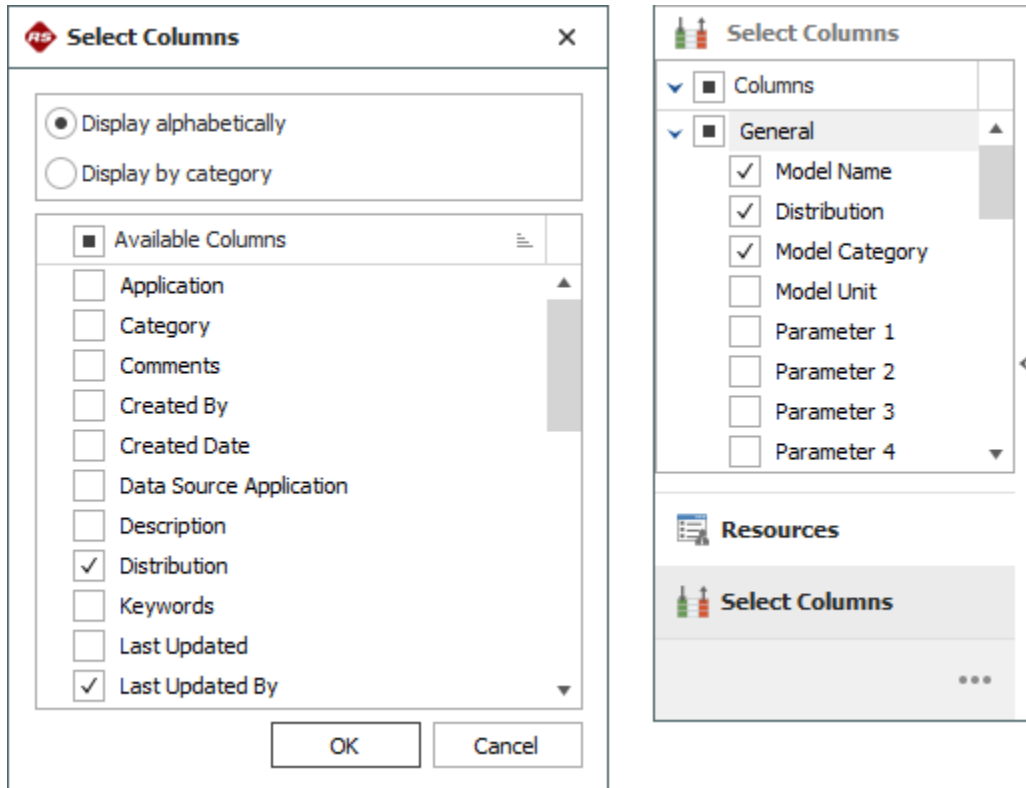 RS Select Columns
Display alphabetically
Display by category
Available Columns
Application
Category
Comments
Created By
Created Date
Data Source Application
Description
Distribution
Keywords
Last Updated
Last Updated By
OK
Cancel
Select Columns
Columns
General
Model Name
Distribution
Model Category
Model Unit
Parameter 1
Parameter 2
Parameter 3
Parameter 4
Resources
Select Columns